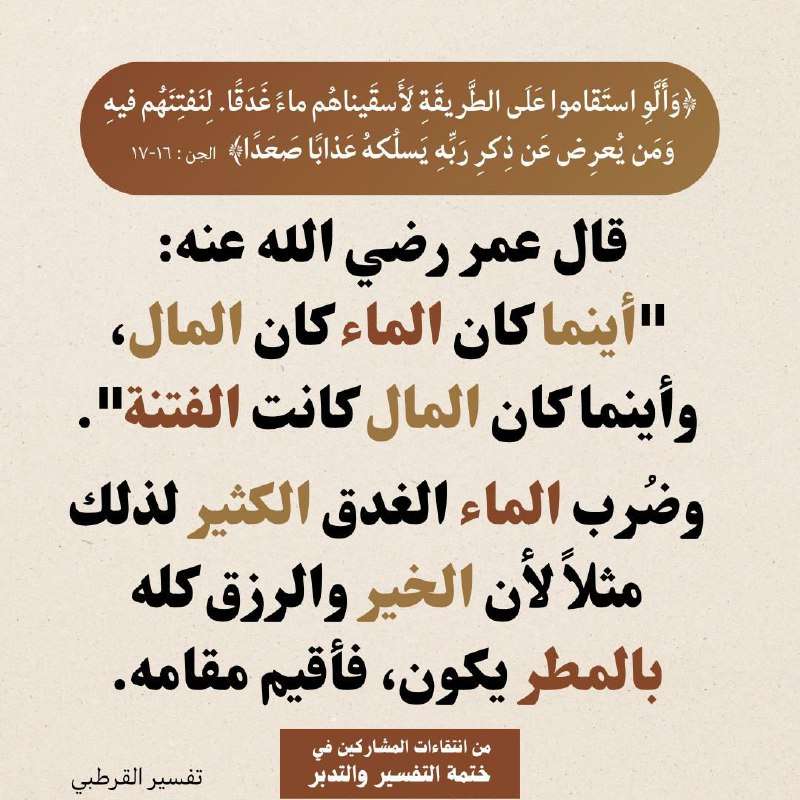 ﴿وَأَلَّوِ استَقاموا عَلَى الطَّريقَةِ لَأَسقَيناهُم ماءً غَدَقًا. لِنَفتِنَهُم فيهِ
وَمَن يُعرِض عَن ذِكرِ رَبِّهِ يَسلُكهُ عَذابًا صَعَدًا﴾ الجن : ١٦-١٧
قال عمر رضي الله عنه:
"أينما كان الماء كان المال،
وأينما كان المال كانت الفتنة".
وضُرب الماء الغدق الكثير لذلك
مثلاً لأن الخير والرزق كله
بالمطر يكون، فأقيم مقامه.
من انتقاءات المشاركين في
ختمة التفسير والتدبر
تفسير القرطبي